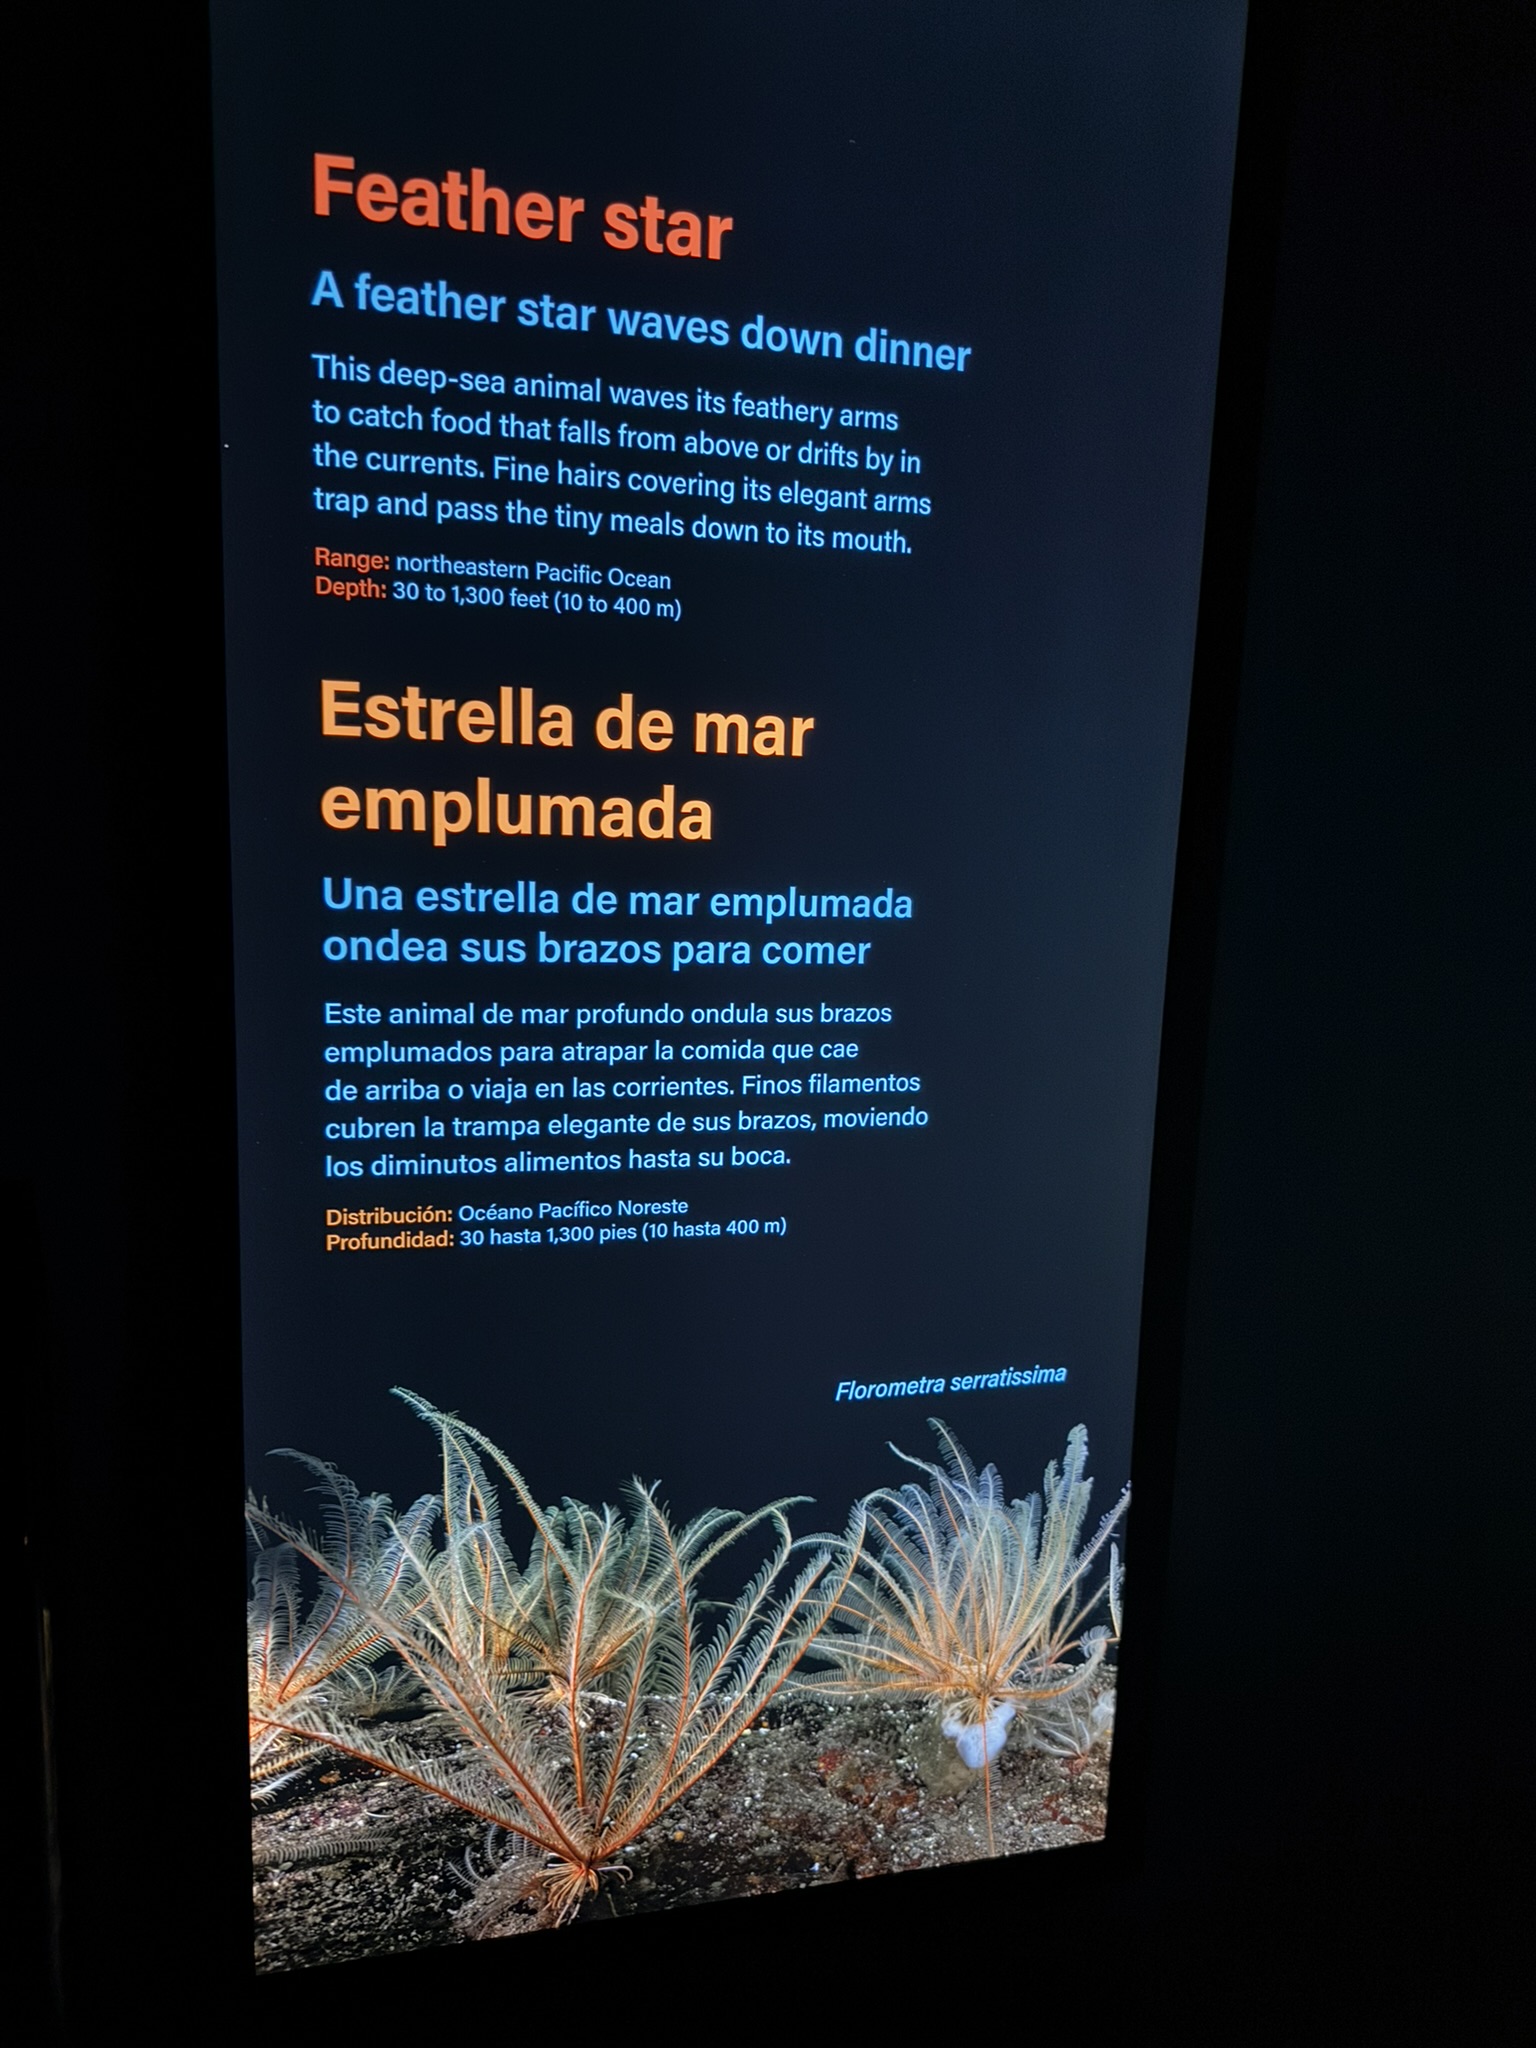 Feather star
A feather star waves down dinner
This deep-sea animal waves its feathery arms
to catch food that falls from above or drifts by in
the currents. Fine hairs covering its elegant arms
trap and pass the tiny meals down to its mouth.
Range: northeastern Pacific Ocean
Depth: 30 to 1,300 feet (10 to 400 m)
Estrella de mar
emplumada
Una estrella de mar emplumada
ondea sus brazos para comer
Este animal de mar profundo ondula sus brazos
emplumados para atrapar la comida que cae
de arriba o viaja en las corrientes. Finos filamentos
cubren la trampa elegante de sus brazos, moviendo
los diminutos alimentos hasta su boca.
Distribución: Océano Pacífico Noreste
Profundidad: 30 hasta 1,300 pies (10 hasta 400 m)
Florometra serratissima